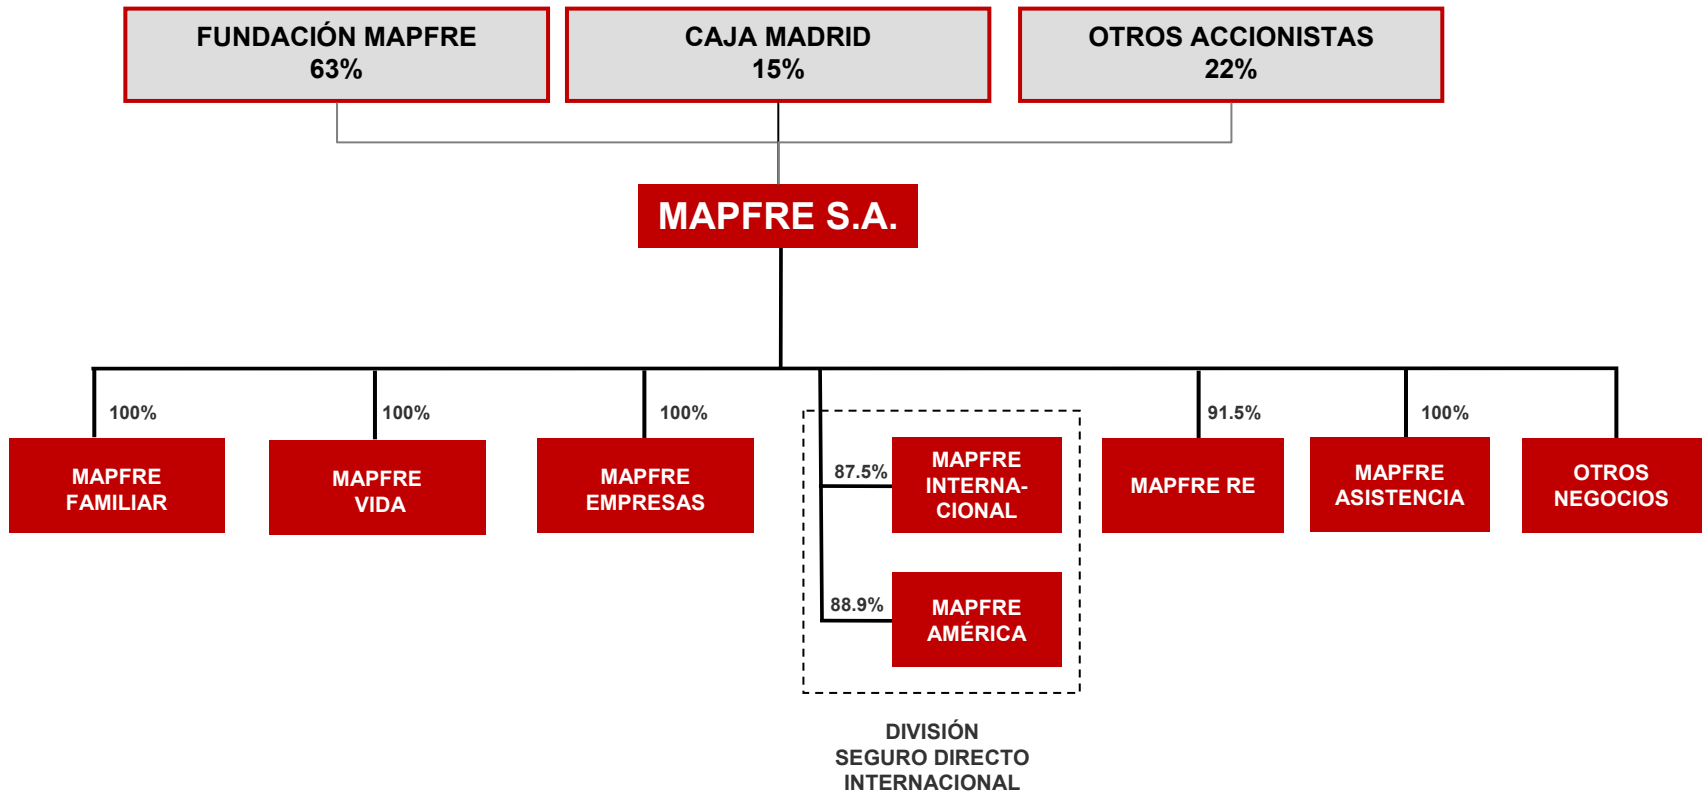 FUNDACIÓN MAPFRE
63%
CAJA MADRID
15%
OTROS ACCIONISTAS
22%
MAPFRE S.A.
100%
MAPFRE
FAMILIAR
100%
MAPFRE
VIDA
100%
MAPFRE
EMPRESAS
87.5%
MAPFRE
INTERNA-
CIONAL
88.9%
MAPFRE
AMÉRICA
DIVISIÓN
SEGURO DIRECTO
INTERNACIONAL
91.5%
MAPFRE RE
100%
MAPFRE
ASISTENCIA
OTROS
NEGOCIOS